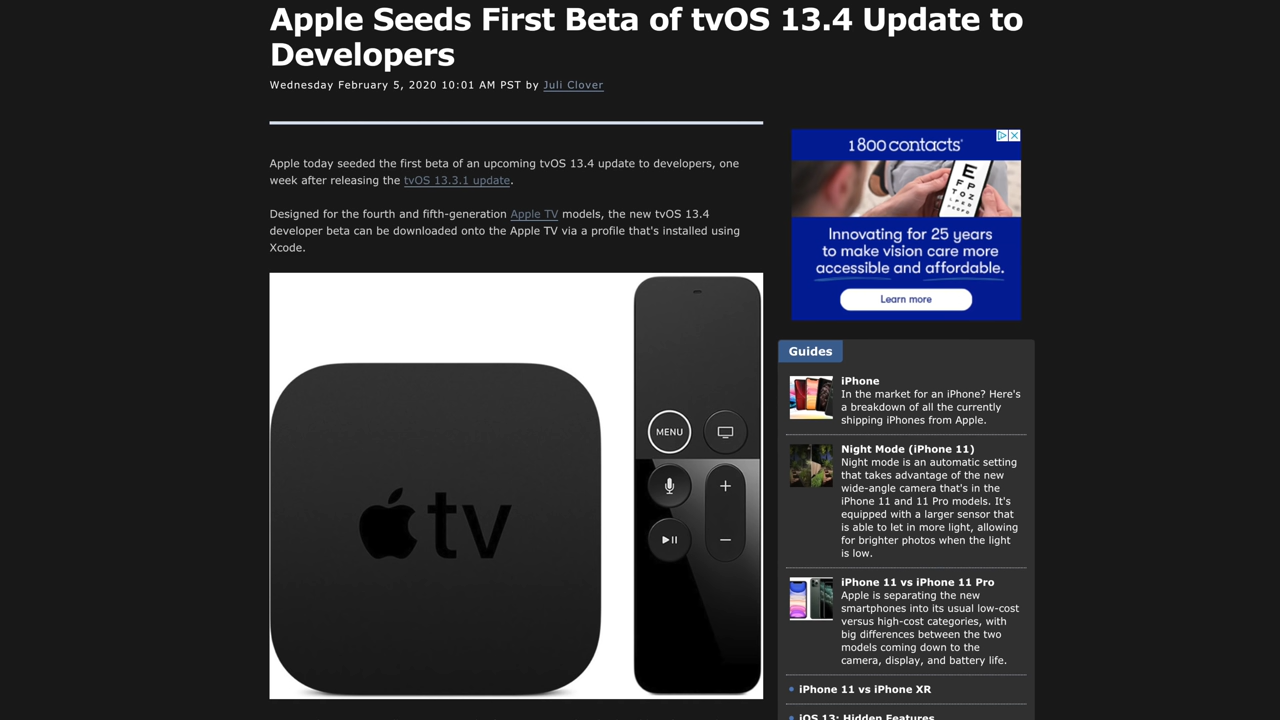 Apple Seeds First Beta of tvOS 13.4 Update to
Developers
Wednesday February 5, 2020 10:01 AM PST by Juli Clover
Apple today seeded the first beta of an upcoming tvOS 13.4 update to developers, one
week after releasing the tvOS 13.3.1 update.
Designed for the fourth and fifth-generation Apple TV models, the new tvOS 13.4
developer beta can be downloaded onto the Apple TV via a profile that's installed using
Xcode.
tv
MENU
1800contacts
E
F P
Innovating for 25 years
to make vision care more
accessible and affordable.
Learn more
Guides
iPhone
In the market for an iPhone? Here's
a breakdown of all the currently
shipping iPhones from Apple.
Night Mode (iPhone 11)
Night mode is an automatic setting
that takes advantage of the new
wide-angle camera that's in the
iPhone 11 and 11 Pro models. It's
equipped with a larger sensor that
is able to let in more light, allowing
for brighter photos when the light
is low.
iPhone 11 vs iPhone 11 Pro
Apple is separating the new
smartphones into its usual low-cost
versus high-cost categories, with
big differences between the two
models coming down to the
camera, display, and battery life.
iPhone 11 vs iPhone XR
iOS 13: Hidden Features